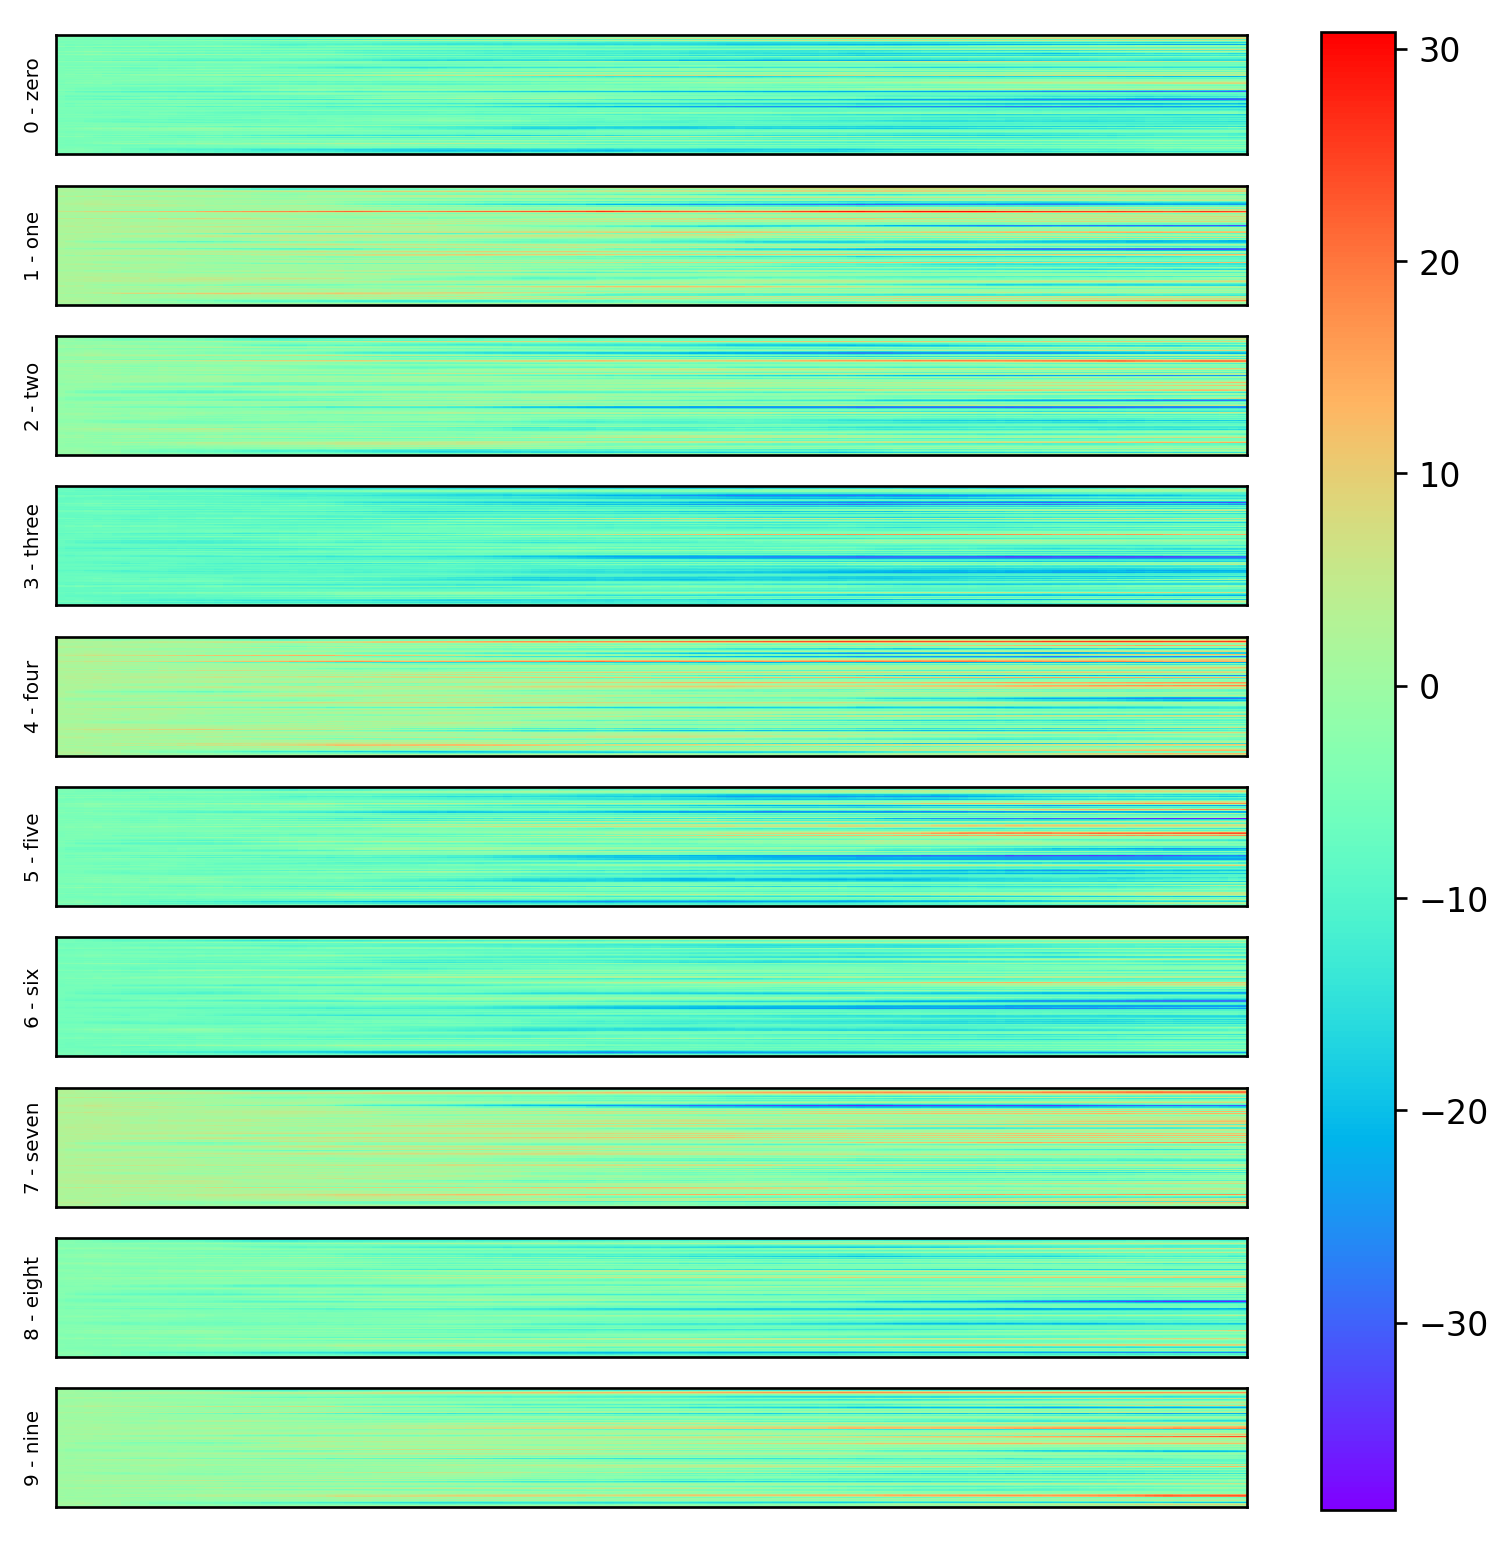 0 - zero
1 - one
2 - two
3 - three
4 - four
5 - five
6 - six
7 - seven
8 - eight
9 - nine
30
20
10
0
−10
−20
−30